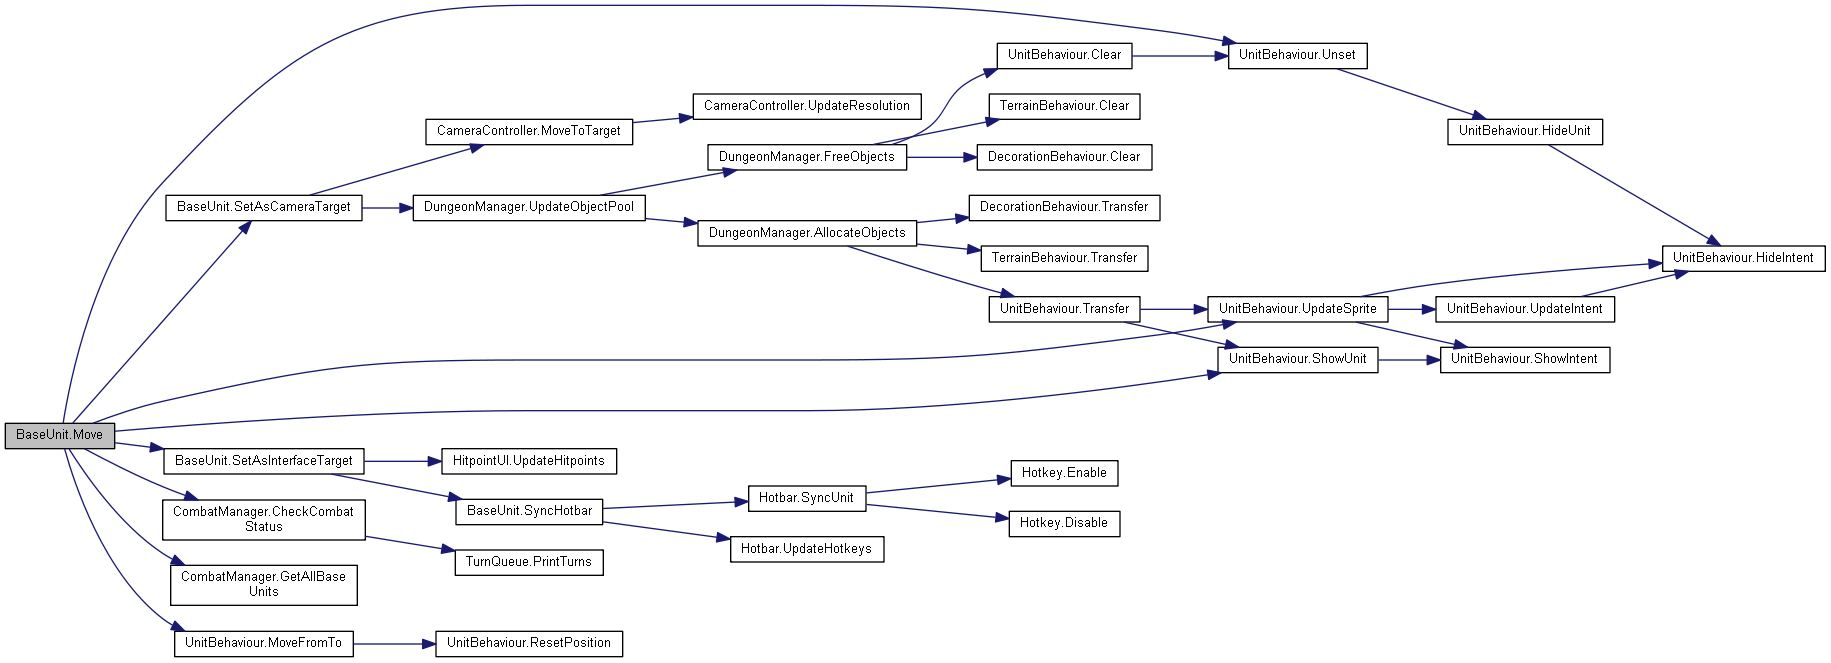 UnitBehaviour.Clear
UnitBehaviour.Unset
CameraController.UpdateResolution
TerrainBehaviour.Clear
CameraController.MoveToTarget
UnitBehaviour.HideUnit
DungeonManager.FreeObjects
DecorationBehaviour.Clear
BaseUnit.SetAsCameraTarget
DungeonManager.UpdateObjectPool
DecorationBehaviour.Transfer
DungeonManager.AllocateObjects
TerrainBehaviour.Transfer
UnitBehaviour.HideIntent
UnitBehaviour.Transfer
UnitBehaviour.UpdateSprite
UnitBehaviour.UpdateIntent
UnitBehaviour.ShowUnit
UnitBehaviour.ShowIntent
BaseUnit.Move
BaseUnit.SetAsInterfaceTarget
HitpointUI.UpdateHitpoints
Hotkey.Enable
Hotbar.SyncUnit
BaseUnit.SyncHotbar
CombatManager.CheckCombat
Status
Hotkey.Disable
Hotbar.UpdateHotkeys
TurnQueue.PrintTurns
CombatManager.GetAllBase
Units
UnitBehaviour.MoveFromTo
UnitBehaviour.ResetPosition